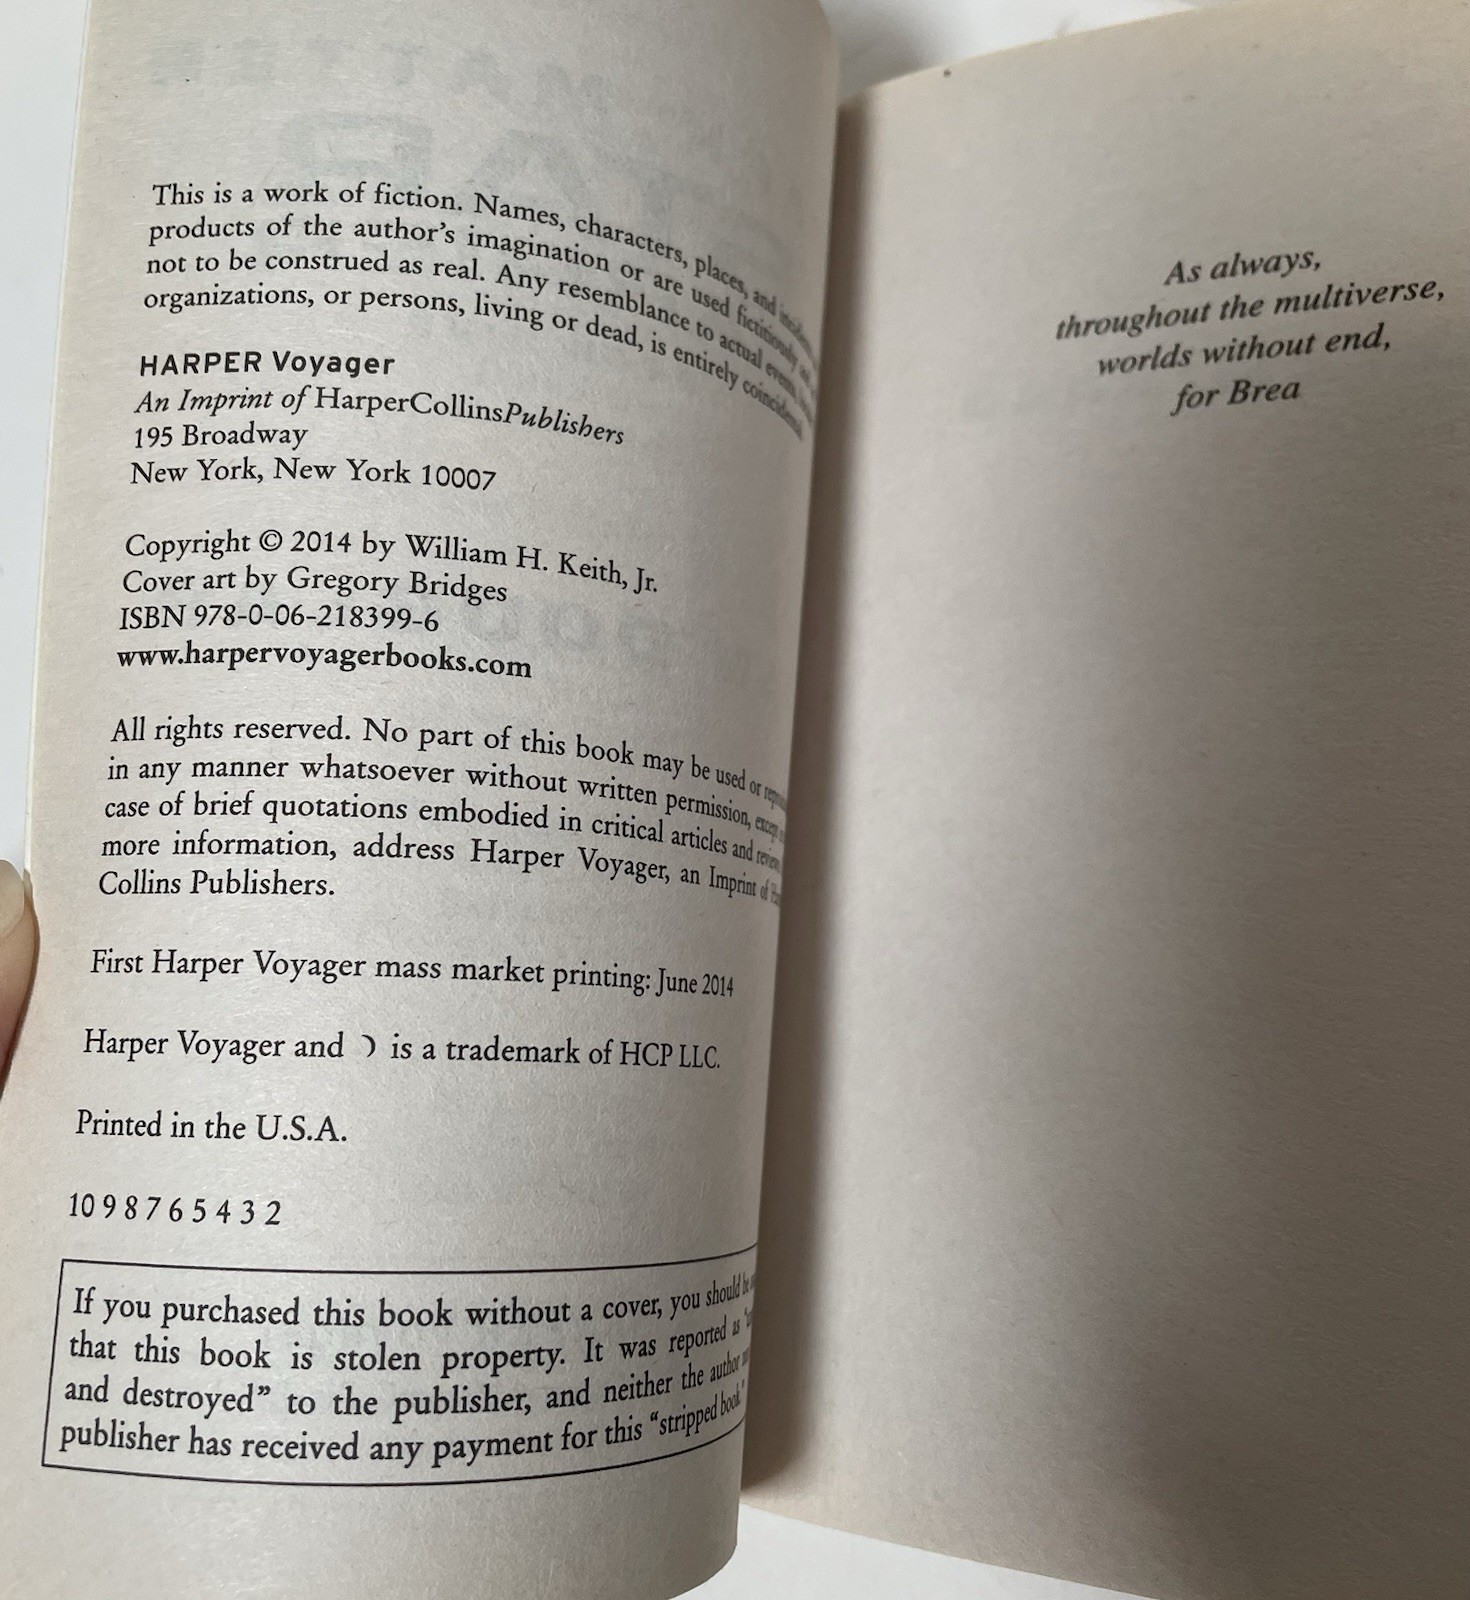 This is a work of fiction. Names, characters, places, and
products of the author's imagination or are used fictitiously
not to be construed as real. Any resemblance to actual events,
organizations, or persons, living or dead, is entirely coincidental.
HARPER Voyager
An Imprint of HarperCollinsPublishers
195 Broadway
New York, New York 10007
Copyright © 2014 by William H. Keith, Jr.
Cover art by Gregory Bridges
ISBN 978-0-06-218399-6
www.harpervoyagerbooks.com
All rights reserved. No part of this book may be used or
in any manner whatsoever without written permission, except
case of brief quotations embodied in critical articles and
more information, address Harper Voyager, an Imprint of
Collins Publishers.
First Harper Voyager mass market printing: June 2014
Harper Voyager and ) is a trademark of HCP LLC.
Printed in the U.S.A.
10 9 8 7 6 5 4 3 2
If you purchased this book without a cover, you should be
that this book is stolen property. It was reported as
and destroyed” to the publisher, and neither the author
publisher has received any payment for this “stripped book
As always,
throughout the multiverse,
worlds without end,
for Brea